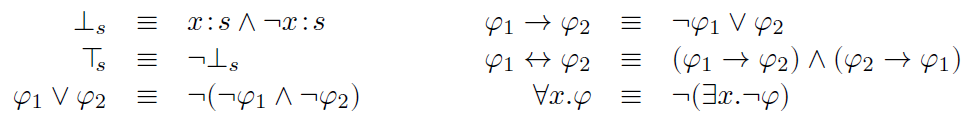 ⊥ₛ ≡ x:s ∧ ¬x:s φ₁ → φ₂ ≡ ¬φ₁ ∨ φ₂
⊤ₛ ≡ ¬⊥ₛ φ₁ ↔ φ₂ ≡ (φ₁ → φ₂) ∧ (φ₂ → φ₁)
φ₁ ∨ φ₂ ≡ ¬(¬φ₁ ∧ ¬φ₂) ∀x.φ ≡ ¬(∃x.¬φ)